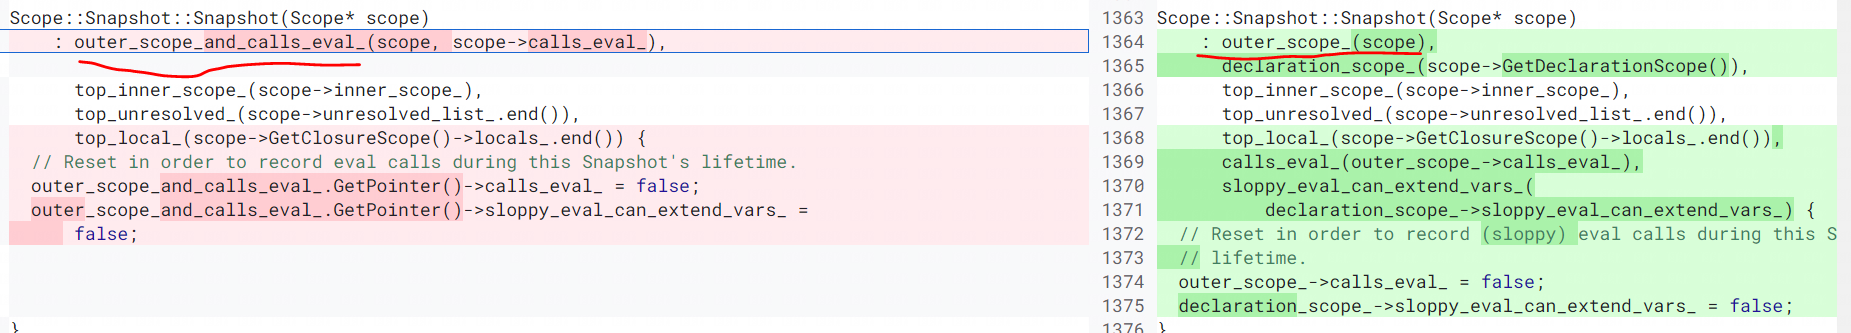 Scope::Snapshot::Snapshot(Scope* scope)
: outer_scope_and_calls_eval_(scope, scope->calls_eval_),
top_inner_scope_(scope->inner_scope_),
top_unresolved_(scope->unresolved_list_.end()),
top_local_(scope->GetClosureScope()->locals_.end()) {
// Reset in order to record eval calls during this Snapshot's lifetime.
outer_scope_and_calls_eval_.GetPointer()->calls_eval_ = false;
outer_scope_and_calls_eval_.GetPointer()->sloppy_eval_can_extend_vars_ =
false;
}
1363 Scope::Snapshot::Snapshot(Scope* scope)
1364 : outer_scope_(scope),
1365 declaration_scope_(scope->GetDeclarationScope()),
1366 top_inner_scope_(scope->inner_scope_),
1367 top_unresolved_(scope->unresolved_list_.end()),
1368 top_local_(scope->GetClosureScope()->locals_.end()),
1369 calls_eval_(outer_scope_->calls_eval_),
1370 sloppy_eval_can_extend_vars_(
1371 declaration_scope_->sloppy_eval_can_extend_vars_) {
1372 // Reset in order to record (sloppy) eval calls during this S
1373 // lifetime.
1374 outer_scope_->calls_eval_ = false;
1375 declaration_scope_->sloppy_eval_can_extend_vars_ = false;
1376 }